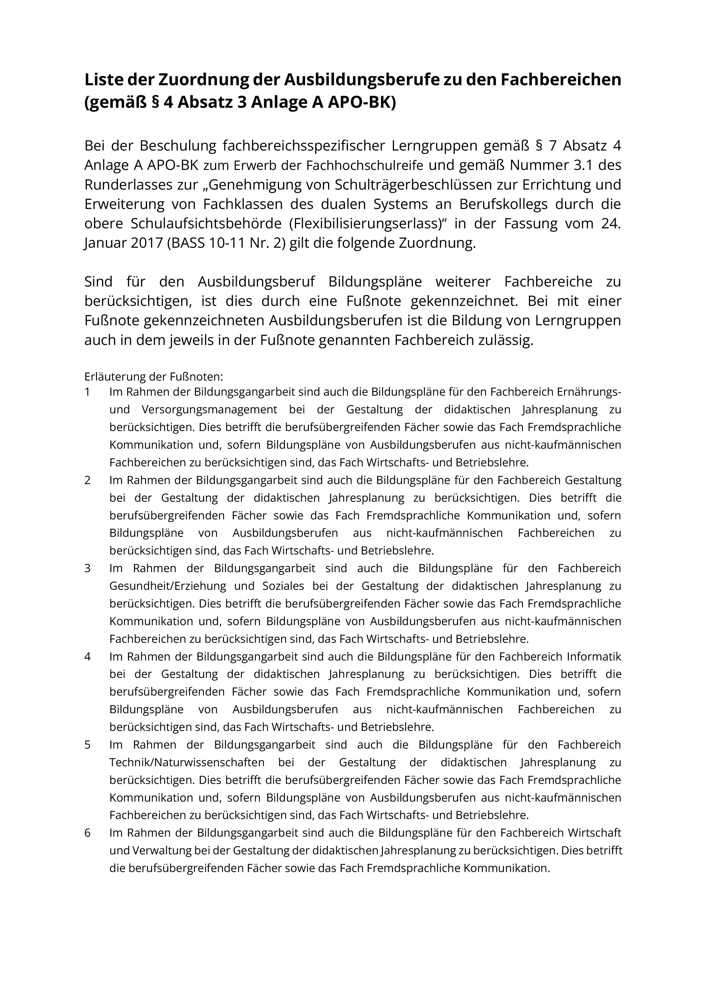 Liste der Zuordnung der Ausbildungsberufe zu den Fachbereichen
(gemäß § 4 Absatz 3 Anlage A APO-BK)
Bei der Beschulung fachbereichsspezifischer Lerngruppen gemäß § 7 Absatz 4
Anlage A APO-BK zum Erwerb der Fachhochschulreife und gemäß Nummer 3.1 des
Runderlasses zur „Genehmigung von Schulträgerbeschlüssen zur Errichtung und
Erweiterung von Fachklassen des dualen Systems an Berufskollegs durch die
obere Schulaufsichtsbehörde (Flexibilisierungserlass)“ in der Fassung vom 24.
Januar 2017 (BASS 10-11 Nr. 2) gilt die folgende Zuordnung.
Sind für den Ausbildungsberuf Bildungspläne weiterer Fachbereiche zu
berücksichtigen, ist dies durch eine Fußnote gekennzeichnet. Bei mit einer
Fußnote gekennzeichneten Ausbildungsberufen ist die Bildung von Lerngruppen
auch in dem jeweils in der Fußnote genannten Fachbereich zulässig.
Erläuterung der Fußnoten:
1 Im Rahmen der Bildungsgangarbeit sind auch die Bildungspläne für den Fachbereich Ernährungs-
und Versorgungsmanagement bei der Gestaltung der didaktischen Jahresplanung zu
berücksichtigen. Dies betrifft die berufsübergreifenden Fächer sowie das Fach Fremdsprachliche
Kommunikation und, sofern Bildungspläne von Ausbildungsberufen aus nicht-kaufmännischen
Fachbereichen zu berücksichtigen sind, das Fach Wirtschafts- und Betriebslehre.
2 Im Rahmen der Bildungsgangarbeit sind auch die Bildungspläne für den Fachbereich Gestaltung
bei der Gestaltung der didaktischen Jahresplanung zu berücksichtigen. Dies betrifft die
berufsübergreifenden Fächer sowie das Fach Fremdsprachliche Kommunikation und, sofern
Bildungspläne von Ausbildungsberufen aus nicht-kaufmännischen Fachbereichen zu
berücksichtigen sind, das Fach Wirtschafts- und Betriebslehre.
3 Im Rahmen der Bildungsgangarbeit sind auch die Bildungspläne für den Fachbereich
Gesundheit/Erziehung und Soziales bei der Gestaltung der didaktischen Jahresplanung zu
berücksichtigen. Dies betrifft die berufsübergreifenden Fächer sowie das Fach Fremdsprachliche
Kommunikation und, sofern Bildungspläne von Ausbildungsberufen aus nicht-kaufmännischen
Fachbereichen zu berücksichtigen sind, das Fach Wirtschafts- und Betriebslehre.
4 Im Rahmen der Bildungsgangarbeit sind auch die Bildungspläne für den Fachbereich Informatik
bei der Gestaltung der didaktischen Jahresplanung zu berücksichtigen. Dies betrifft die
berufsübergreifenden Fächer sowie das Fach Fremdsprachliche Kommunikation und, sofern
Bildungspläne von Ausbildungsberufen aus nicht-kaufmännischen Fachbereichen zu
berücksichtigen sind, das Fach Wirtschafts- und Betriebslehre.
5 Im Rahmen der Bildungsgangarbeit sind auch die Bildungspläne für den Fachbereich
Technik/Naturwissenschaften bei der Gestaltung der didaktischen Jahresplanung zu
berücksichtigen. Dies betrifft die berufsübergreifenden Fächer sowie das Fach Fremdsprachliche
Kommunikation und, sofern Bildungspläne von Ausbildungsberufen aus nicht-kaufmännischen
Fachbereichen zu berücksichtigen sind, das Fach Wirtschafts- und Betriebslehre.
6 Im Rahmen der Bildungsgangarbeit sind auch die Bildungspläne für den Fachbereich Wirtschaft
und Verwaltung bei der Gestaltung der didaktischen Jahresplanung zu berücksichtigen. Dies betrifft
die berufsübergreifenden Fächer sowie das Fach Fremdsprachliche Kommunikation.